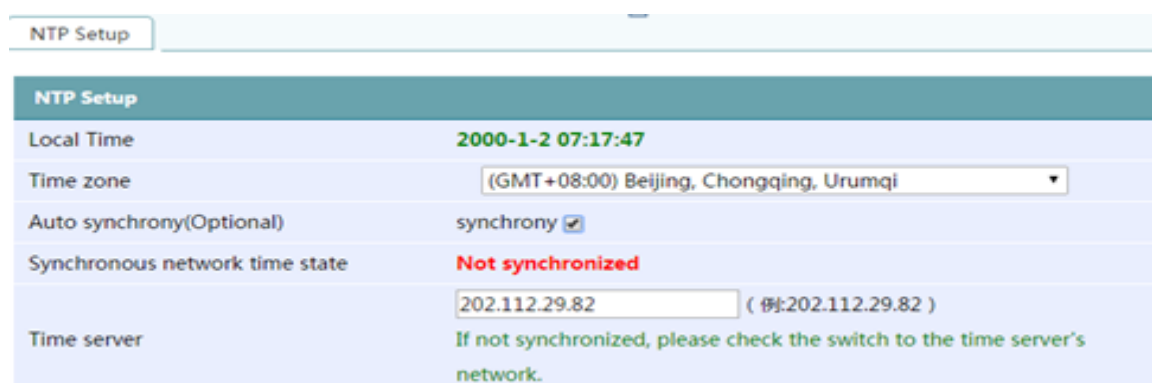 NTP Setup
NTP Setup
Local Time 2000-1-2 07:17:47
Time zone (GMT+08:00) Beijing, Chongqing, Urumqi
Auto synchrony(Optional) synchrony
Synchronous network time state Not synchronized
202.112.29.82 ( 例:202.112.29.82 )
Time server If not synchronized, please check the switch to the time server's
network.